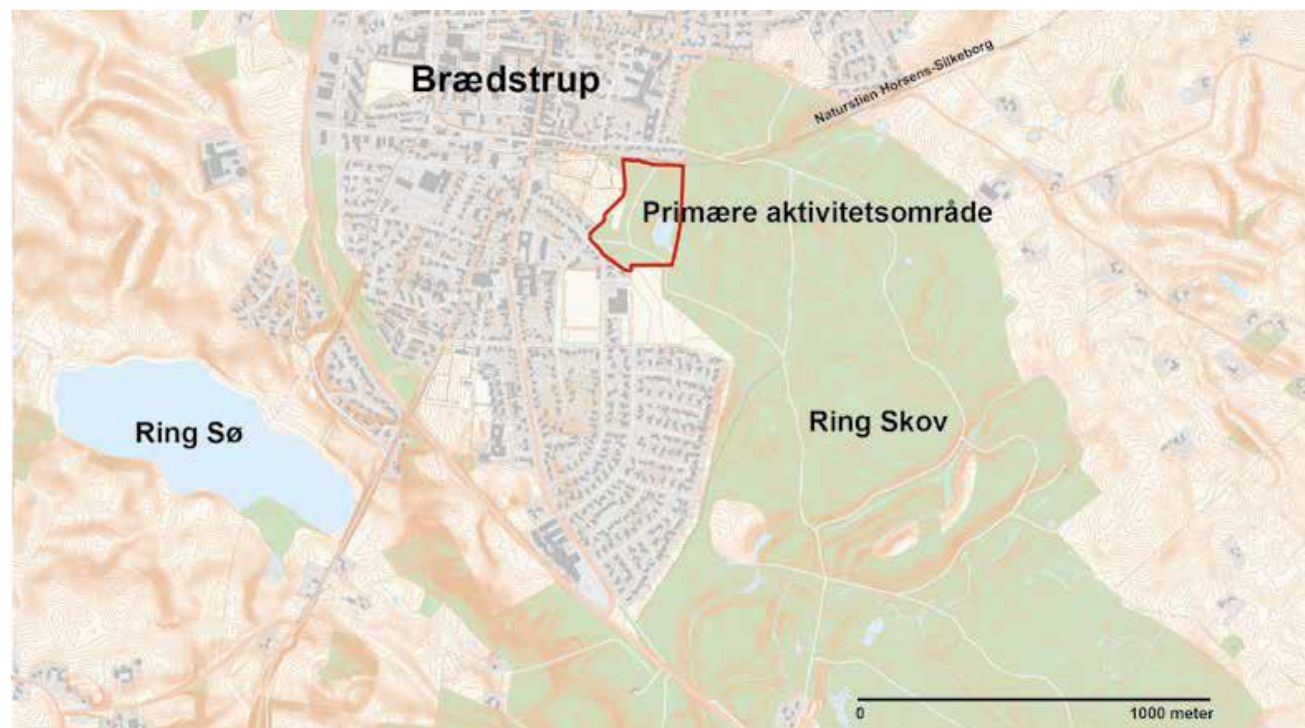 Brædstrup
Naturstien Horsens-Silkeborg
Primære aktivitetsområde
Ring Sø
Ring Skov
0
1000 meter